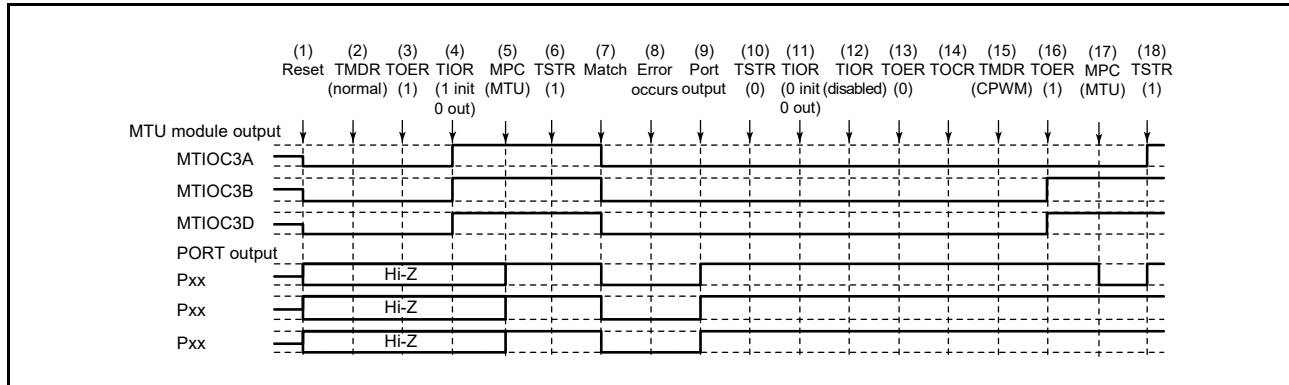 (1) (2) (3) (4) (5) (6) (7) (8) (9) (10) (11) (12) (13) (14) (15) (16) (17) (18)
Reset TMDR TOER TIOR MPC TSTR Match Error Port TSTR TIOR TIOR TOER TOCR TMDR TOER MPC TSTR
(normal) (1) (1 init (MTU) (1) occurs output (0) (0 init (disabled) (0) (CPWM) (1) (MTU) (1)
0 out) 0 out)
MTU module output
MTIOC3A
MTIOC3B
MTIOC3D
PORT output
Pxx Hi-Z
Pxx Hi-Z
Pxx Hi-Z